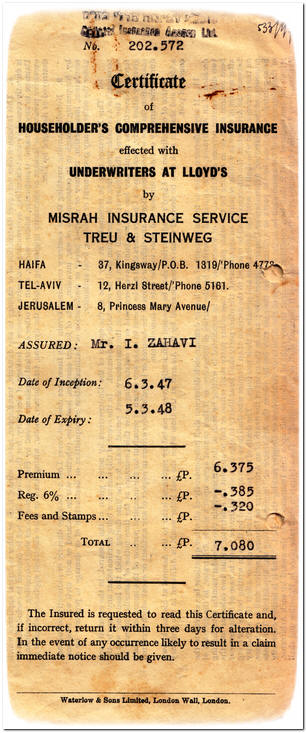 No. 202.572
Certificate
of
HOUSEHOLDER'S COMPREHENSIVE INSURANCE
effected with
UNDERWRITERS AT LLOYD'S
by
MISRAH INSURANCE SERVICE
TREU & STEINWEG
HAIFA - 37, Kingsway/P.O.B. 1319/'Phone
TEL-AVIV - 12, Herzl Street/'Phone 5161.
JERUSALEM - 8, Princess Mary Avenue/
ASSURED: Mr. I. ZAHAVI
Date of Inception: 6.3.47
Date of Expiry: 5.3.48
Premium ... ... ... ... £P. 6.375
Reg. 6% ... ... ... ... £P. -.385
Fees and Stamps ... ... ... £P. -.320
TOTAL .. ... £P. 7.080
The Insured is requested to read this Certificate and,
if incorrect, return it within three days for alteration.
In the event of any occurrence likely to result in a claim
immediate notice should be given.
Waterlow & Sons Limited, London Wall, London.